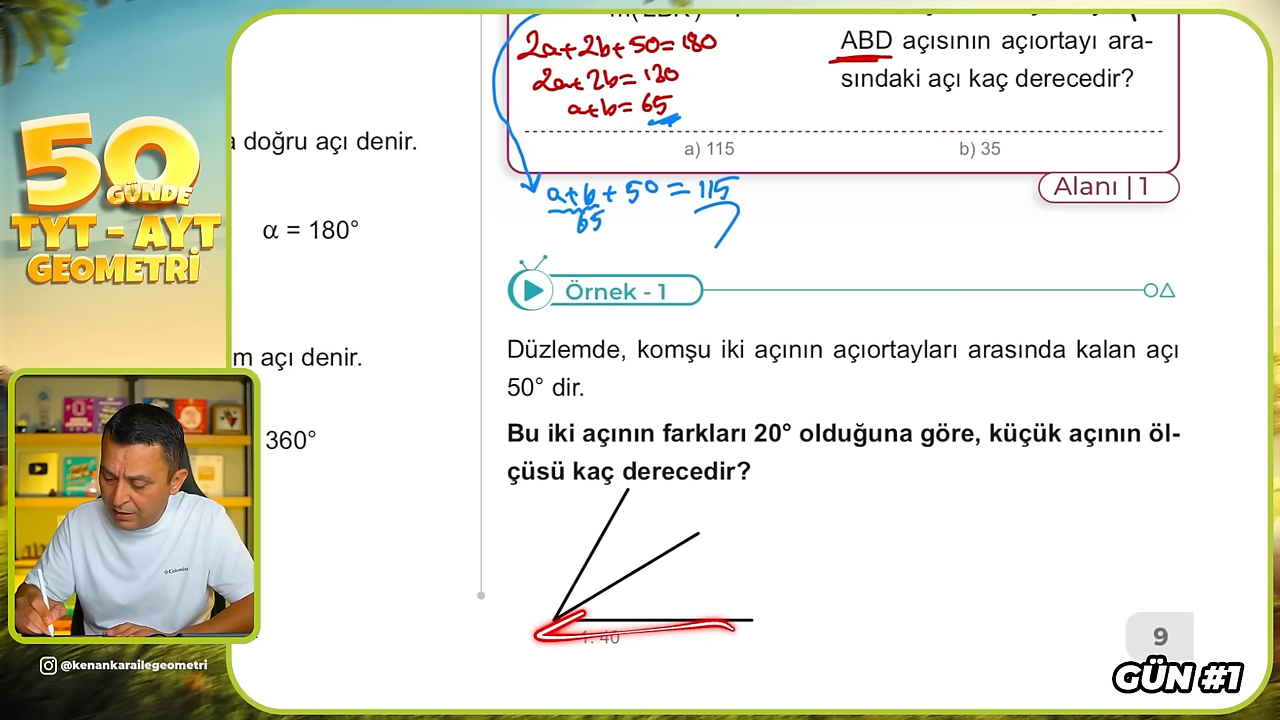 50
GÜNDE
TYT - AYT
GEOMETRİ
doğru açı denir.
α = 180°
m açı denir.
360°
2a+2b+50=180
2a+2b=130
a+b=65
ABD açısının açıortayı ara-
sındaki açı kaç derecedir?
a) 115
b) 35
a+b+50=115
65
Alanı | 1
Örnek - 1
Düzlemde, komşu iki açının açıortayları arasında kalan açı
50° dir.
Bu iki açının farkları 20° olduğuna göre, küçük açının öl-
çüsü kaç derecedir?
1. 40
9
GÜN #1
@kenankarailegeometri